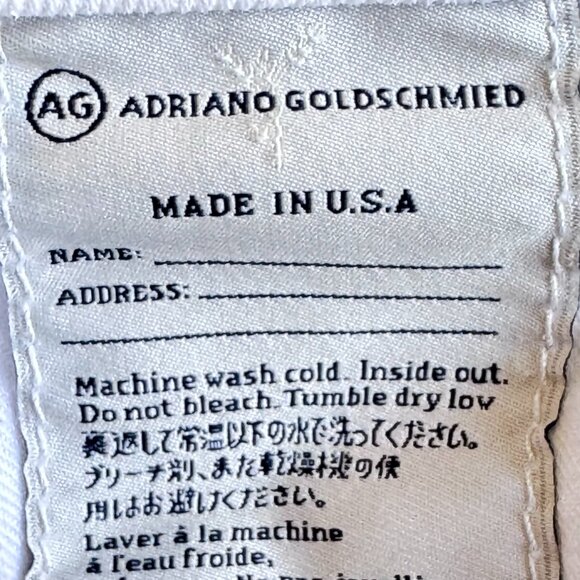 AG ADRIANO GOLDSCHMIED
MADE IN U.S.A
NAME:
ADDRESS:
Machine wash cold. Inside out.
Do not bleach. Tumble dry low
裏返して常温以下の水で洗ってください。
ブリーチ剤、また乾燥機の使
用はお避けください。
Laver à la machine
à l'eau froide,